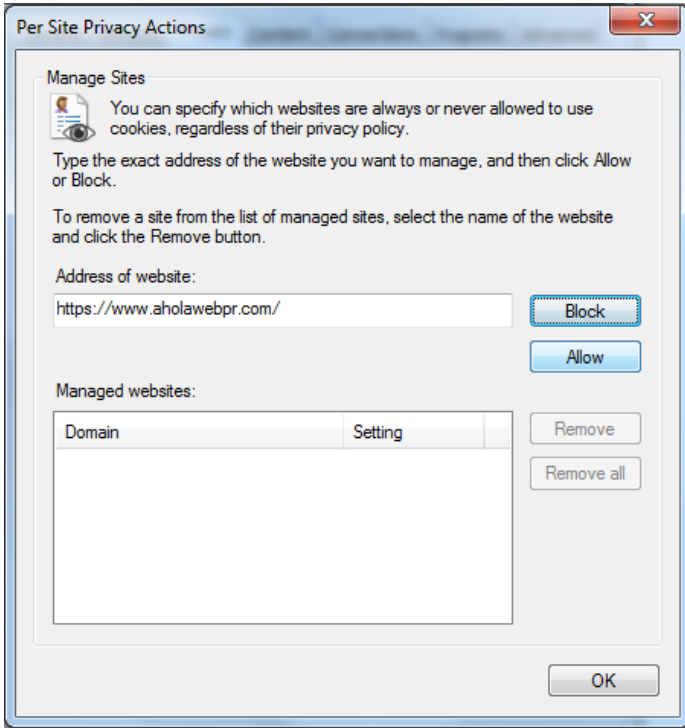 Per Site Privacy Actions
Manage Sites
You can specify which websites are always or never allowed to use
cookies, regardless of their privacy policy.
Type the exact address of the website you want to manage, and then click Allow
or Block.
To remove a site from the list of managed sites, select the name of the website
and click the Remove button.
Address of website:
https://www.aholawebpr.com/
Block
Allow
Managed websites:
Domain Setting
Remove
Remove all
OK